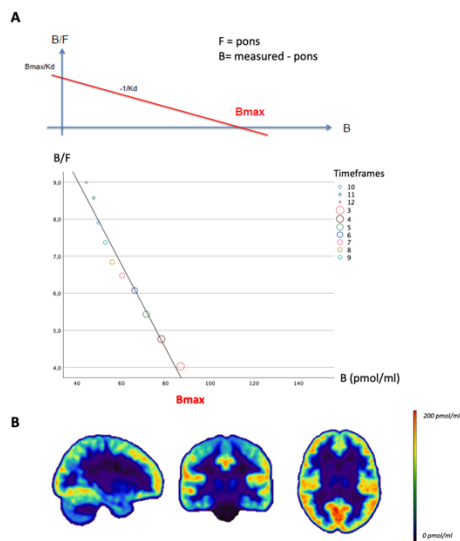 A
B/F
F = pons
B= measured - pons
Bmax/Kd
-1/Kd
Bmax
B
B/F
Timeframes
10
11
12
3
4
5
6
7
8
9
9,0
8,0
7,0
6,0
5,0
4,0
40
60
80
100
120
140
B (pmol/ml)
Bmax
B
200 pmol/ml
0 pmol/ml